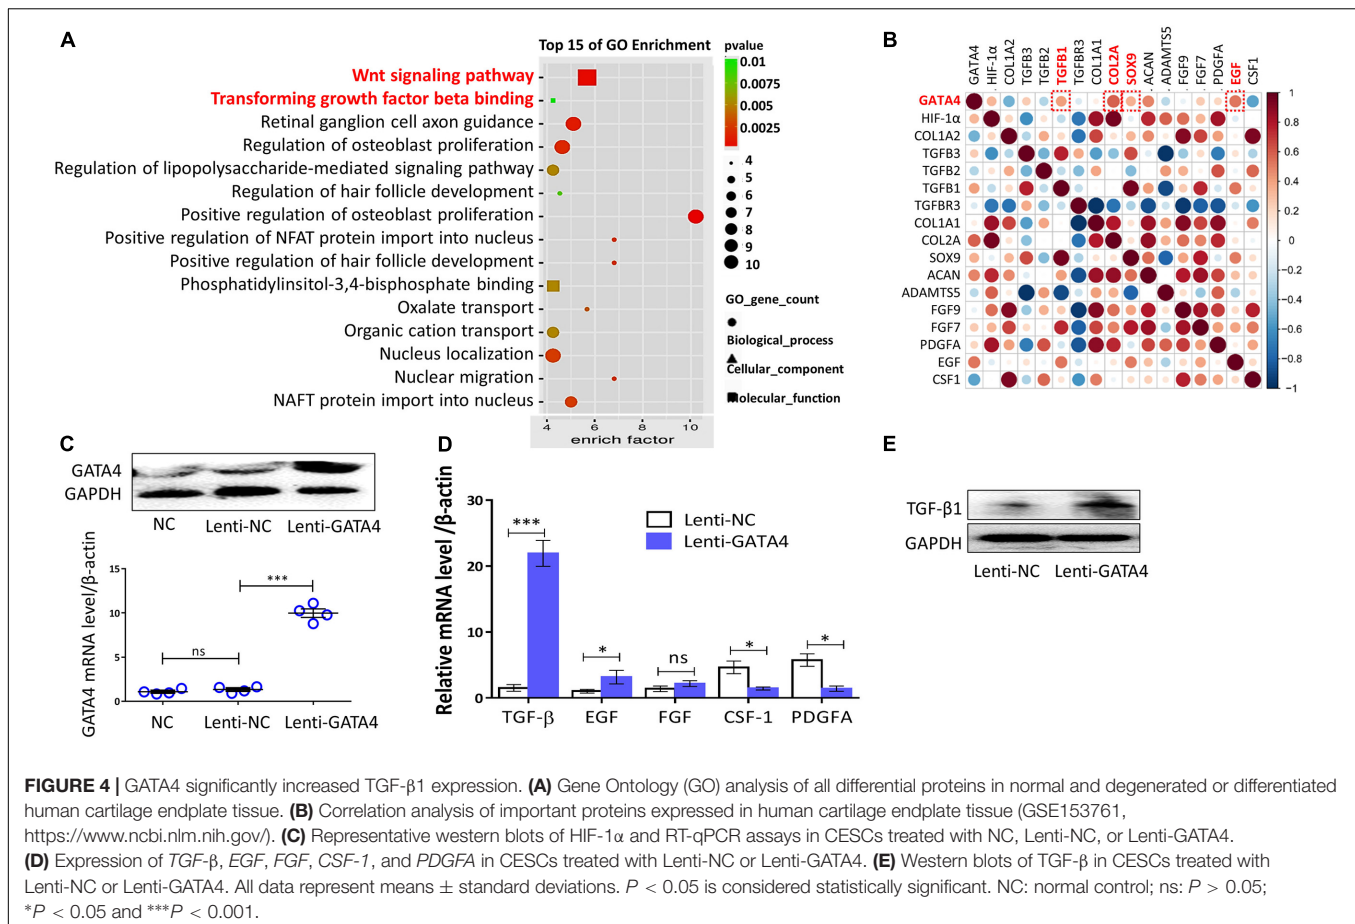 A
Top 15 of GO Enrichment
Wnt signaling pathway
Transforming growth factor beta binding
Retinal ganglion cell axon guidance
Regulation of osteoblast proliferation
Regulation of lipopolysaccharide-mediated signaling pathway
Regulation of hair follicle development
Positive regulation of osteoblast proliferation
Positive regulation of NFAT protein import into nucleus
Positive regulation of hair follicle development
Phosphatidylinsitol-3,4-bisphosphate binding
Oxalate transport
Organic cation transport
Nucleus localization
Nuclear migration
NAFT protein import into nucleus
4 6 8 10
enrich factor
pvalue
0.01
0.0075
0.005
0.0025
4
5
6
7
8
9
10
GO_gene_count
Biological_process
Cellular_component
Molecular_function
B
GATA4 HIF-1α COL1A2 TGFB3 TGFB2 TGFB1 TGFBR3 COL1A1 COL2A SOX9 ACAN ADAMTS5 FGF9 FGF7 PDGFA EGF CSF1
GATA4
HIF-1α
COL1A2
TGFB3
TGFB2
TGFB1
TGFBR3
COL1A1
COL2A
SOX9
ACAN
ADAMTS5
FGF9
FGF7
PDGFA
EGF
CSF1
1
0.8
0.6
0.4
0.2
0
−0.2
−0.4
−0.6
−0.8
−1
C
GATA4
GAPDH
NC Lenti-NC Lenti-GATA4
GATA4 mRNA level/β-actin
15
10
5
0
ns
***
NC Lenti-NC Lenti-GATA4
D
Relative mRNA level /β-actin
30
20
10
0
Lenti-NC
Lenti-GATA4
*** * ns * *
TGF-β EGF FGF CSF-1 PDGFA
E
TGF-β1
GAPDH
Lenti-NC Lenti-GATA4
FIGURE 4 | GATA4 significantly increased TGF-β1 expression. (A) Gene Ontology (GO) analysis of all differential proteins in normal and degenerated or differentiated
human cartilage endplate tissue. (B) Correlation analysis of important proteins expressed in human cartilage endplate tissue (GSE153761,
https://www.ncbi.nlm.nih.gov/). (C) Representative western blots of HIF-1α and RT-qPCR assays in CESCs treated with NC, Lenti-NC, or Lenti-GATA4.
(D) Expression of TGF-β, EGF, FGF, CSF-1, and PDGFA in CESCs treated with Lenti-NC or Lenti-GATA4. (E) Western blots of TGF-β in CESCs treated with
Lenti-NC or Lenti-GATA4. All data represent means ± standard deviations. P < 0.05 is considered statistically significant. NC: normal control; ns: P > 0.05;
*P < 0.05 and ***P < 0.001.